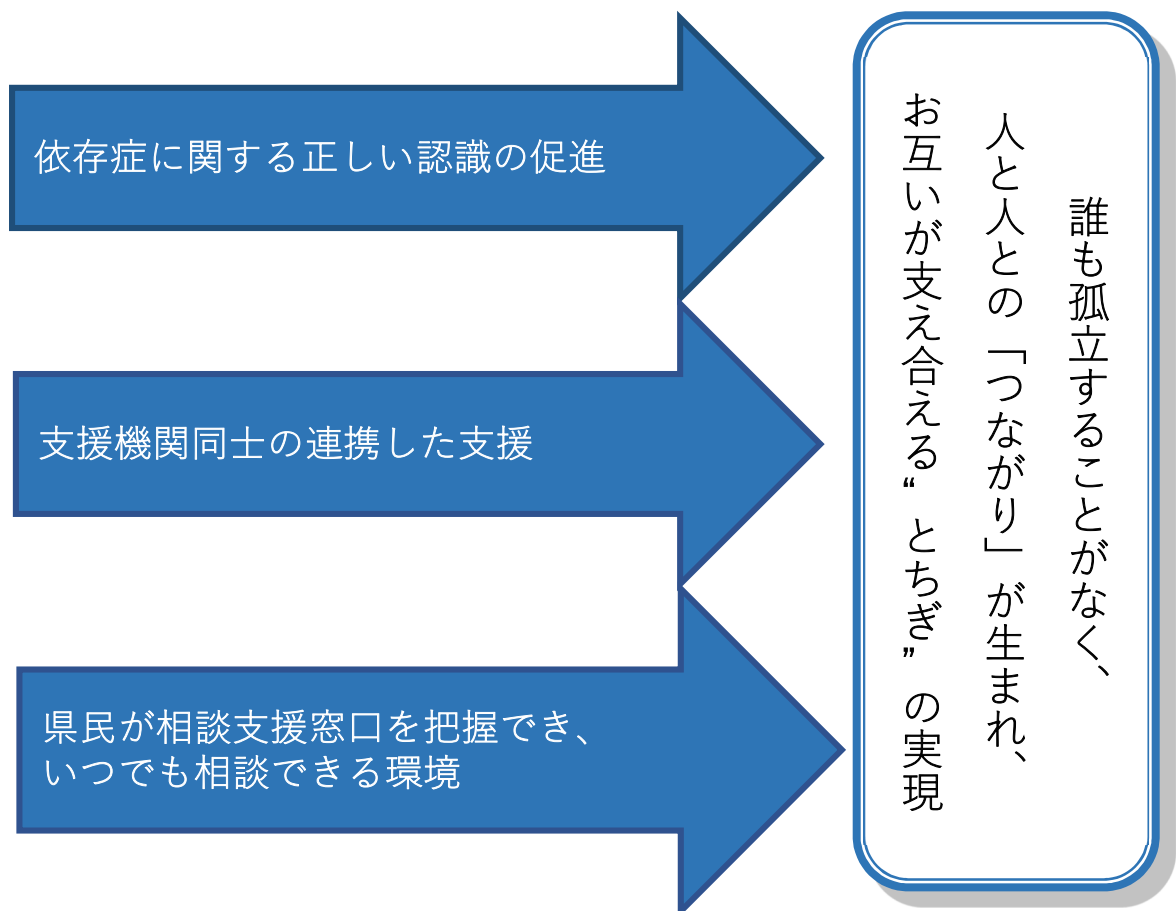 依存症に関する正しい認識の促進
支援機関同士の連携した支援
県民が相談支援窓口を把握でき、
いつでも相談できる環境
誰も孤立することがなく、
人と人との「つながり」が生まれ、
お互いが支え合える“とちぎ”の実現